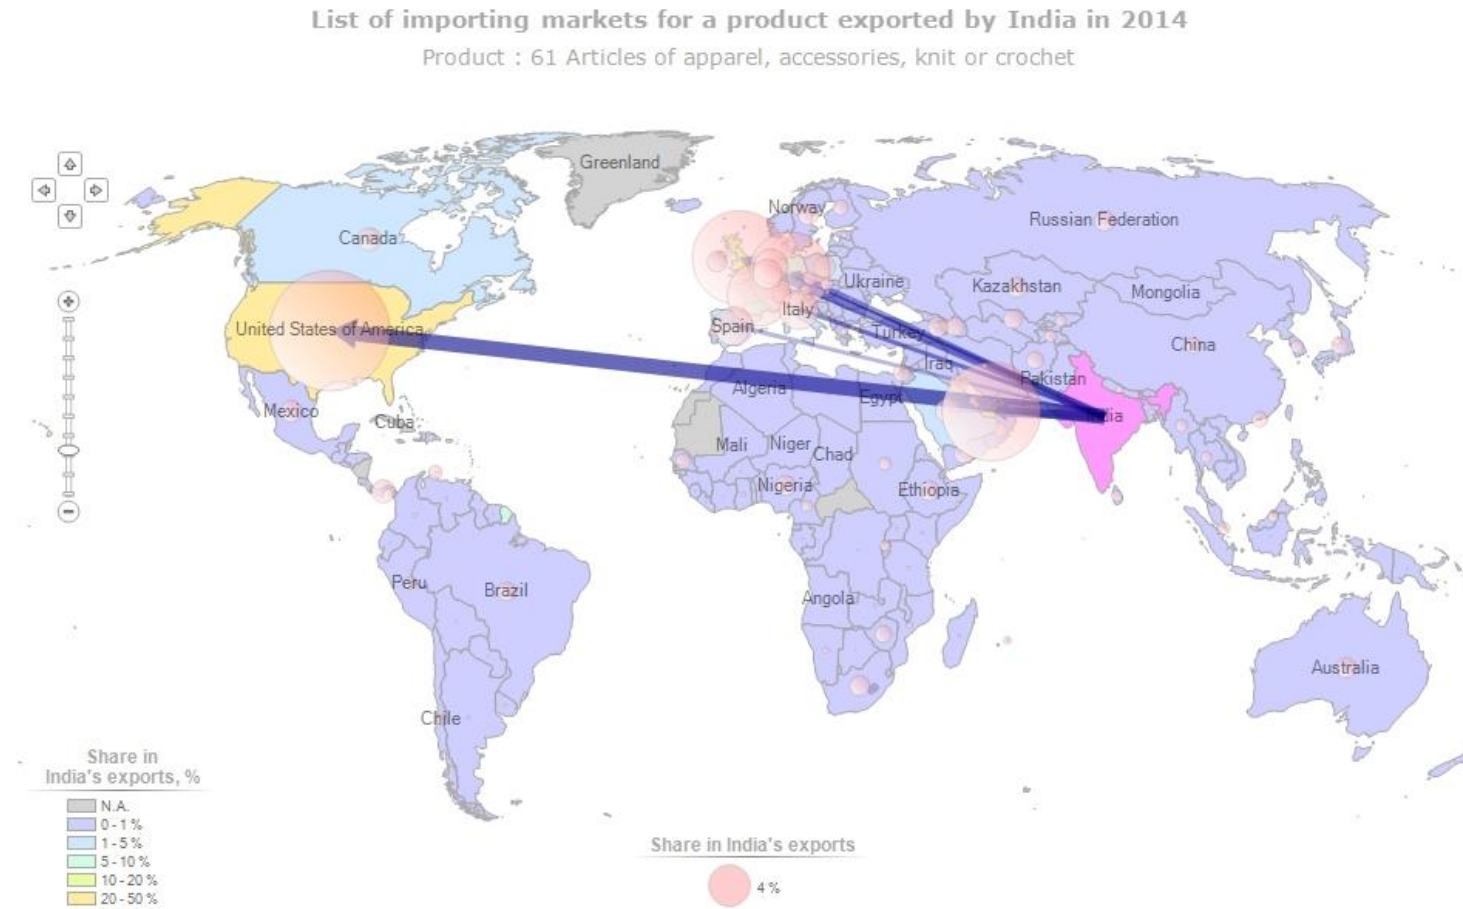 List of importing markets for a product exported by India in 2014
Product : 61 Articles of apparel, accessories, knit or crochet
Greenland
Norway
Russian Federation
Canada
Ukraine
Kazakhstan
Mongolia
Italy
Spain
United States of America
Turkey
China
Iraq
Pakistan
Algeria
Egypt
Mexico
India
Cuba
Mali
Niger
Chad
Nigeria
Ethiopia
Peru
Brazil
Angola
Australia
Chile
Share in
India's exports, %
N.A.
0 - 1 %
1 - 5 %
5 - 10 %
10 - 20 %
20 - 50 %
Share in India's exports
4 %